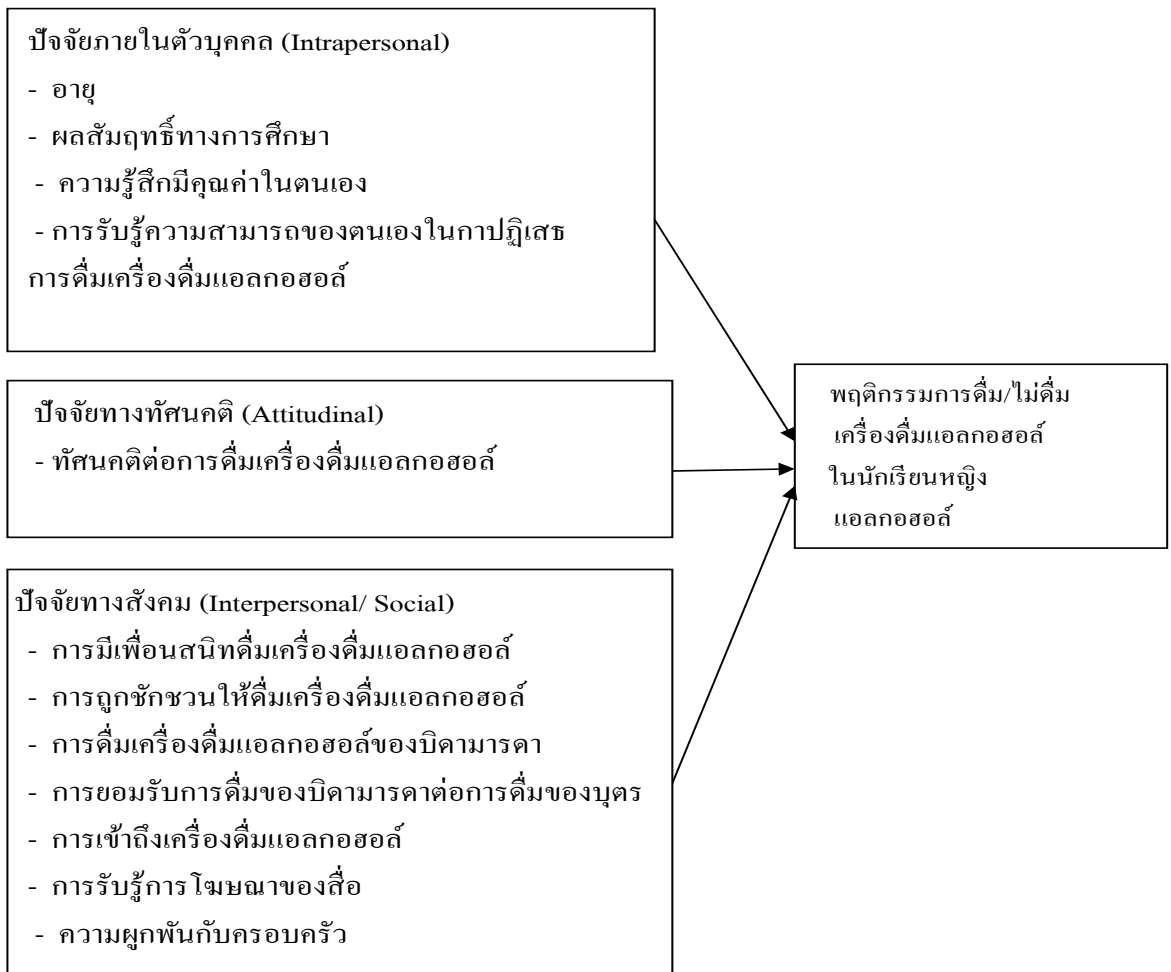 ปัจจัยภายในตัวบุคคล (Intrapersonal)
- อายุ
- ผลสัมฤทธิ์ทางการศึกษา
- ความรู้สึกมีคุณค่าในตนเอง
- การรับรู้ความสามารถของตนเองในกาปฏิเสธ
การดื่มเครื่องดื่มแอลกอฮอล์
ปัจจัยทางทัศนคติ (Attitudinal)
- ทัศนคติต่อการดื่มเครื่องดื่มแอลกอฮอล์
ปัจจัยทางสังคม (Interpersonal/ Social)
- การมีเพื่อนสนิทดื่มเครื่องดื่มแอลกอฮอล์
- การถูกชักชวนให้ดื่มเครื่องดื่มแอลกอฮอล์
- การดื่มเครื่องดื่มแอลกอฮอล์ของบิดามารดา
- การยอมรับการดื่มของบิดามารดาต่อการดื่มของบุตร
- การเข้าถึงเครื่องดื่มแอลกอฮอล์
- การรับรู้การโฆษณาของสื่อ
- ความผูกพันกับครอบครัว
พฤติกรรมการดื่ม/ไม่ดื่ม
เครื่องดื่มแอลกอฮอล์
ในนักเรียนหญิง
แอลกอฮอล์